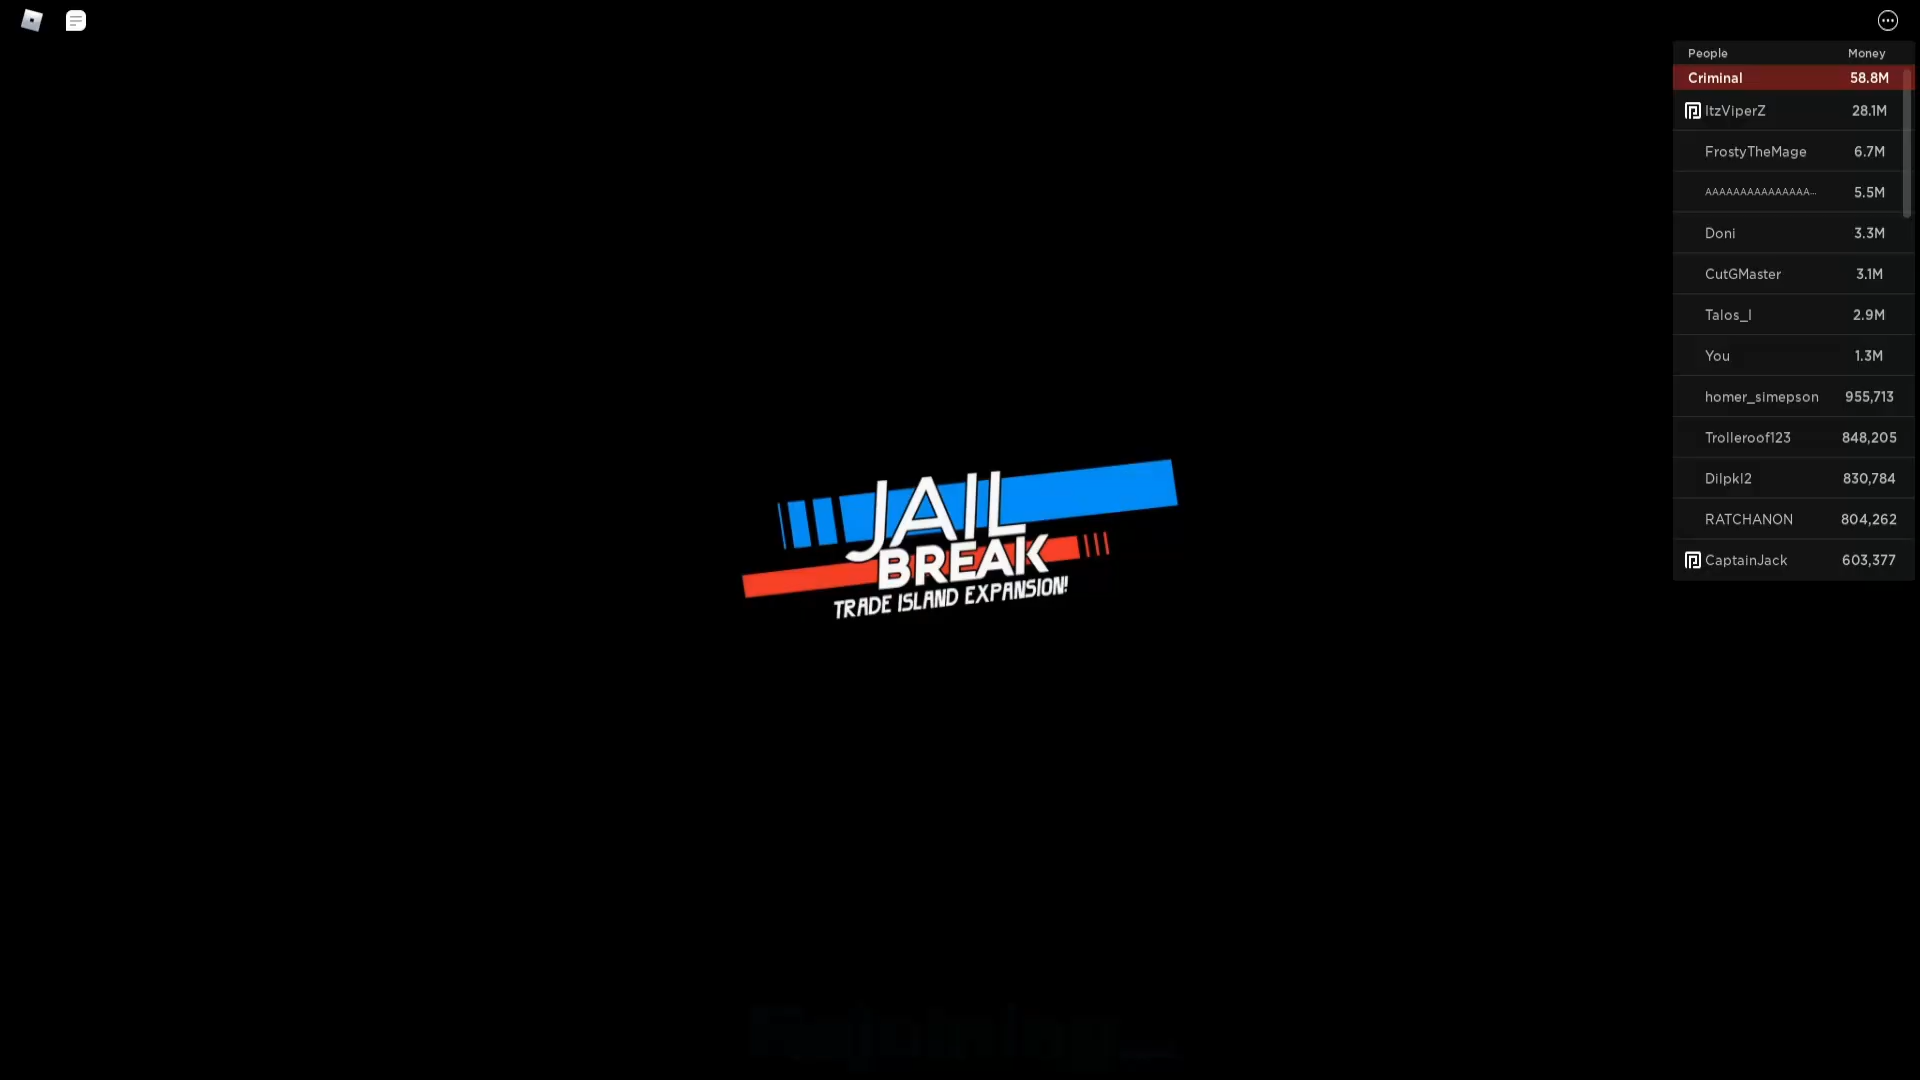 People Money
Criminal 58.8M
ItzViperZ 28.1M
FrostyTheMage 6.7M
AAAAAAAAAAAAAAA... 5.5M
Doni 3.3M
CutGMaster 3.1M
Talos_I 2.9M
You 1.3M
homer_simepson 955,713
Trolleroof123 848,205
Dilpkl2 830,784
RATCHANON 804,262
CaptainJack 603,377
JAIL
BREAK
TRADE ISLAND EXPANSION!